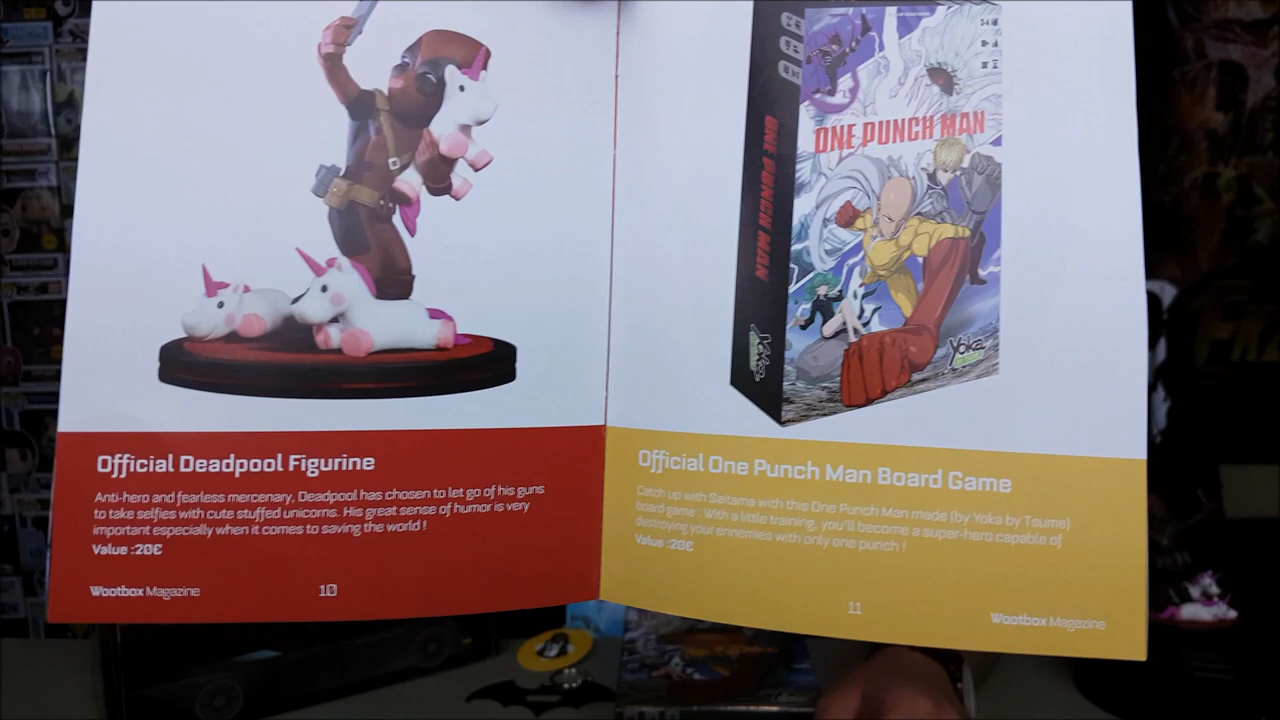 Official Deadpool Figurine
Anti-hero and fearless mercenary, Deadpool has chosen to let go of his guns
to take selfies with cute stuffed unicorns. His great sense of humor is very
important especially when it comes to saving the world !
Value :20€
Wootbox Magazine
10
ONE PUNCH MAN
ONE PUNCH MAN
Yoka
Yoka
Official One Punch Man Board Game
Catch up with Saitama with this One Punch Man made (by Yoka by Tsume)
board game . With a little training, you'll become a super-hero capable of
destroying your ennemies with only one punch !
Value :20€
11
Wootbox Magazine